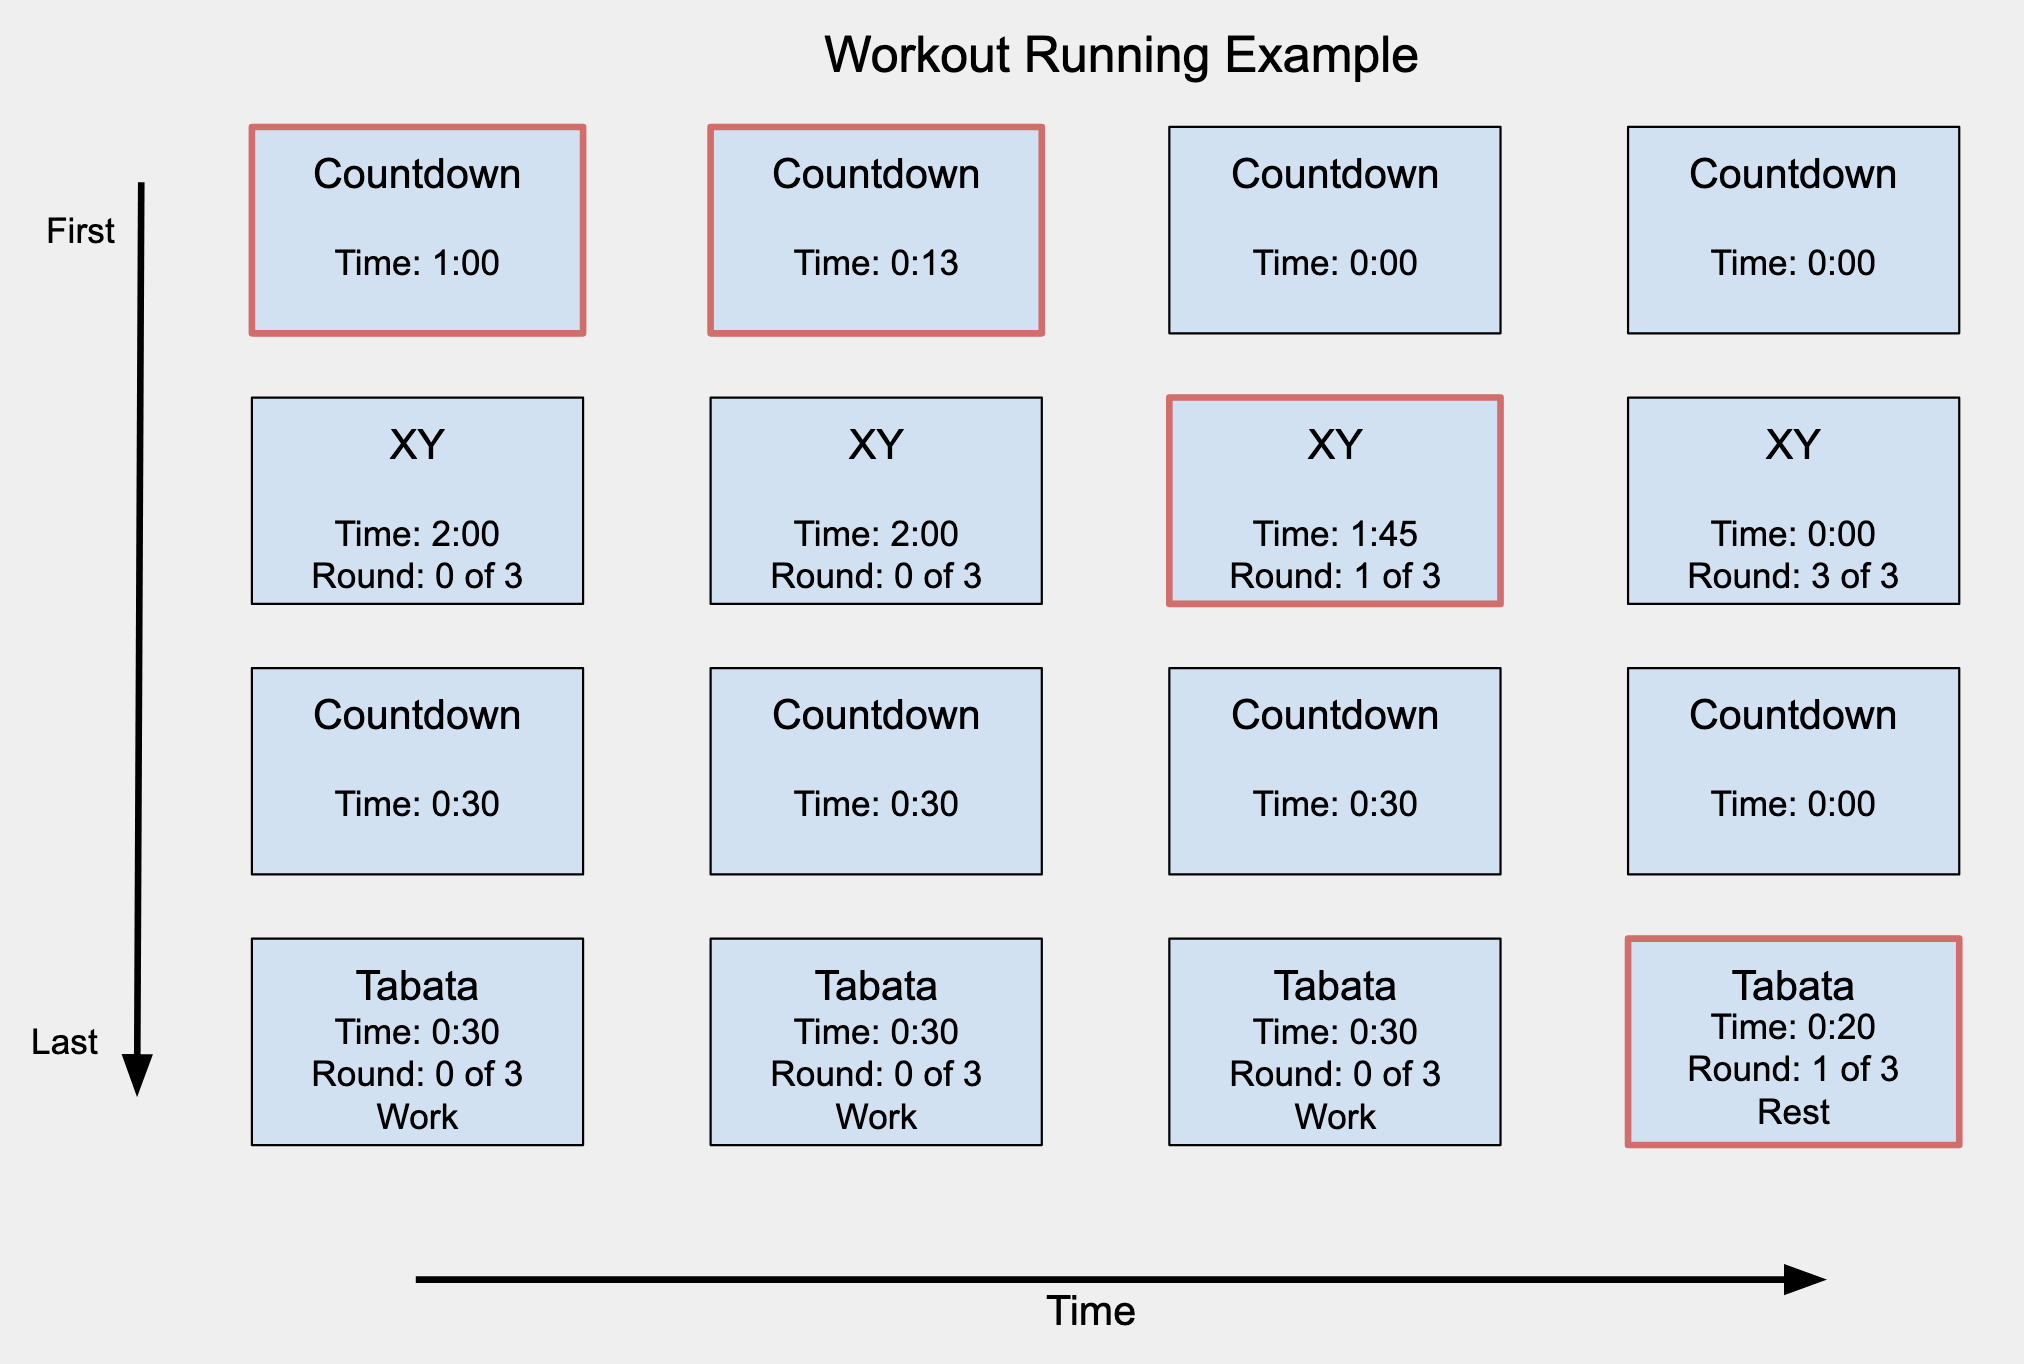 Workout Running Example
First
Countdown
Time: 1:00
Countdown
Time: 0:13
Countdown
Time: 0:00
Countdown
Time: 0:00
XY
Time: 2:00
Round: 0 of 3
XY
Time: 2:00
Round: 0 of 3
XY
Time: 1:45
Round: 1 of 3
XY
Time: 0:00
Round: 3 of 3
Countdown
Time: 0:30
Countdown
Time: 0:30
Countdown
Time: 0:30
Countdown
Time: 0:00
Last
Tabata
Time: 0:30
Round: 0 of 3
Work
Tabata
Time: 0:30
Round: 0 of 3
Work
Tabata
Time: 0:30
Round: 0 of 3
Work
Tabata
Time: 0:20
Round: 1 of 3
Rest
Time